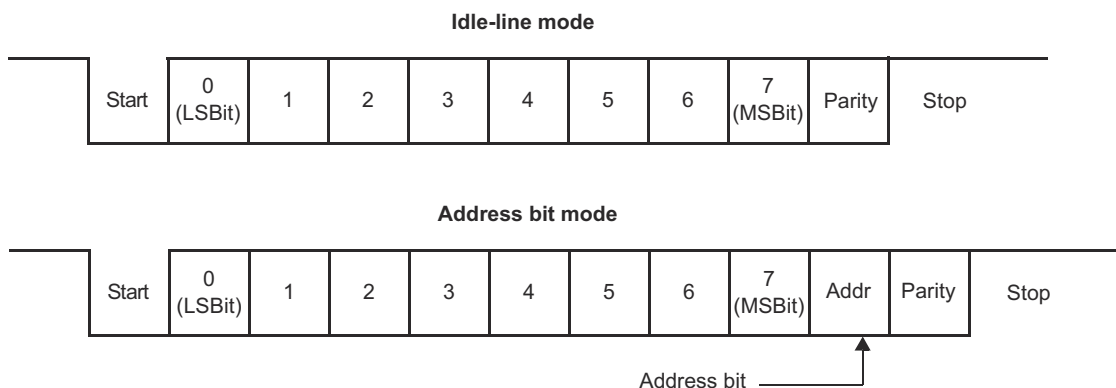 Idle-line mode
Start 0 (LSBit) 1 2 3 4 5 6 7 (MSBit) Parity Stop
Address bit mode
Start 0 (LSBit) 1 2 3 4 5 6 7 (MSBit) Addr Parity Stop
Address bit